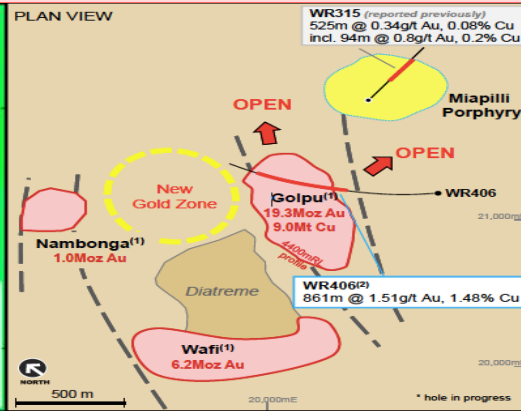 PLAN VIEW
WR315 (reported previously)
525m @ 0.34g/t Au, 0.08% Cu
incl. 94m @ 0.8g/t Au, 0.2% Cu
Miapilli
Porphyry
OPEN
OPEN
New
Gold Zone
WR406
Golpu(1)
19.3Moz Au
9.0Mt Cu
21,000m
Nambonga(1)
1.0Moz Au
4400mRL
profile
WR406(2)
861m @ 1.51g/t Au, 1.48% Cu
Diatreme
Wafi(1)
6.2Moz Au
20,000m
NORTH
500 m
20,000mE
* hole in progress